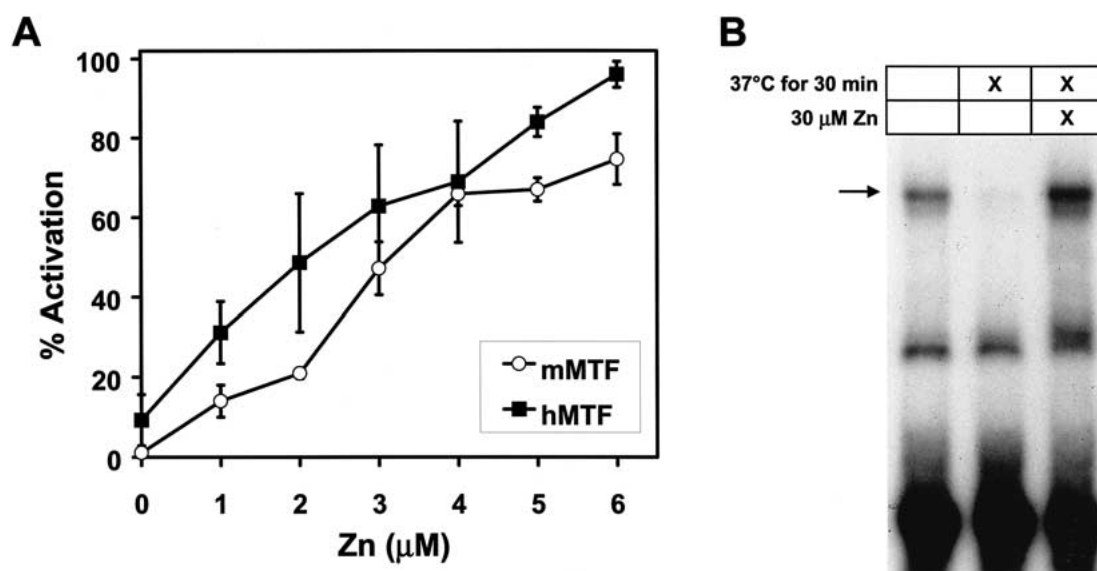 A
% Activation
100
80
60
40
20
0
0 1 2 3 4 5 6
Zn (μM)
mMTF
hMTF
B
37°C for 30 min X X
30 μM Zn X